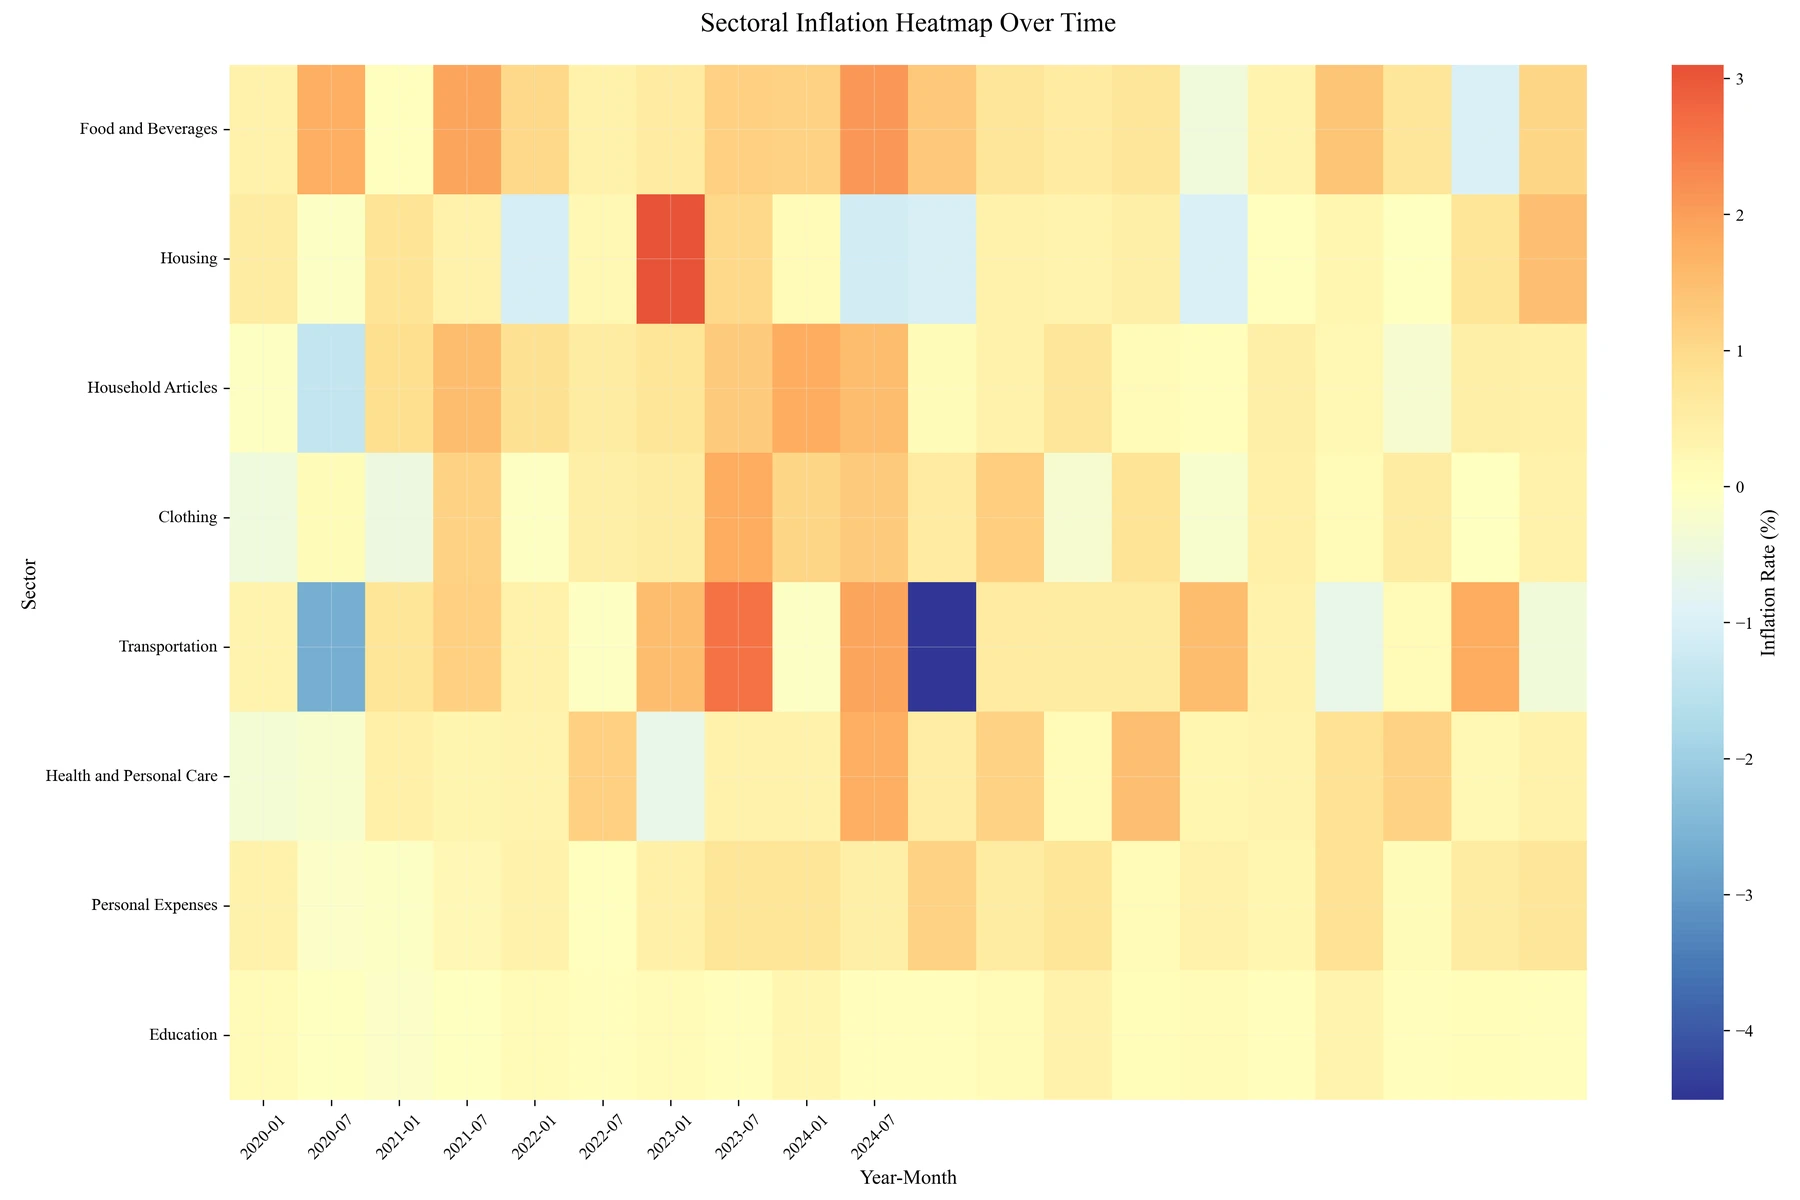 Sectoral Inflation Heatmap Over Time
Food and Beverages
Housing
Household Articles
Clothing
Transportation
Health and Personal Care
Personal Expenses
Education
Sector
2020-01
2020-07
2021-01
2021-07
2022-01
2022-07
2023-01
2023-07
2024-01
2024-07
Year-Month
3
2
1
0
−1
−2
−3
−4
Inflation Rate (%)